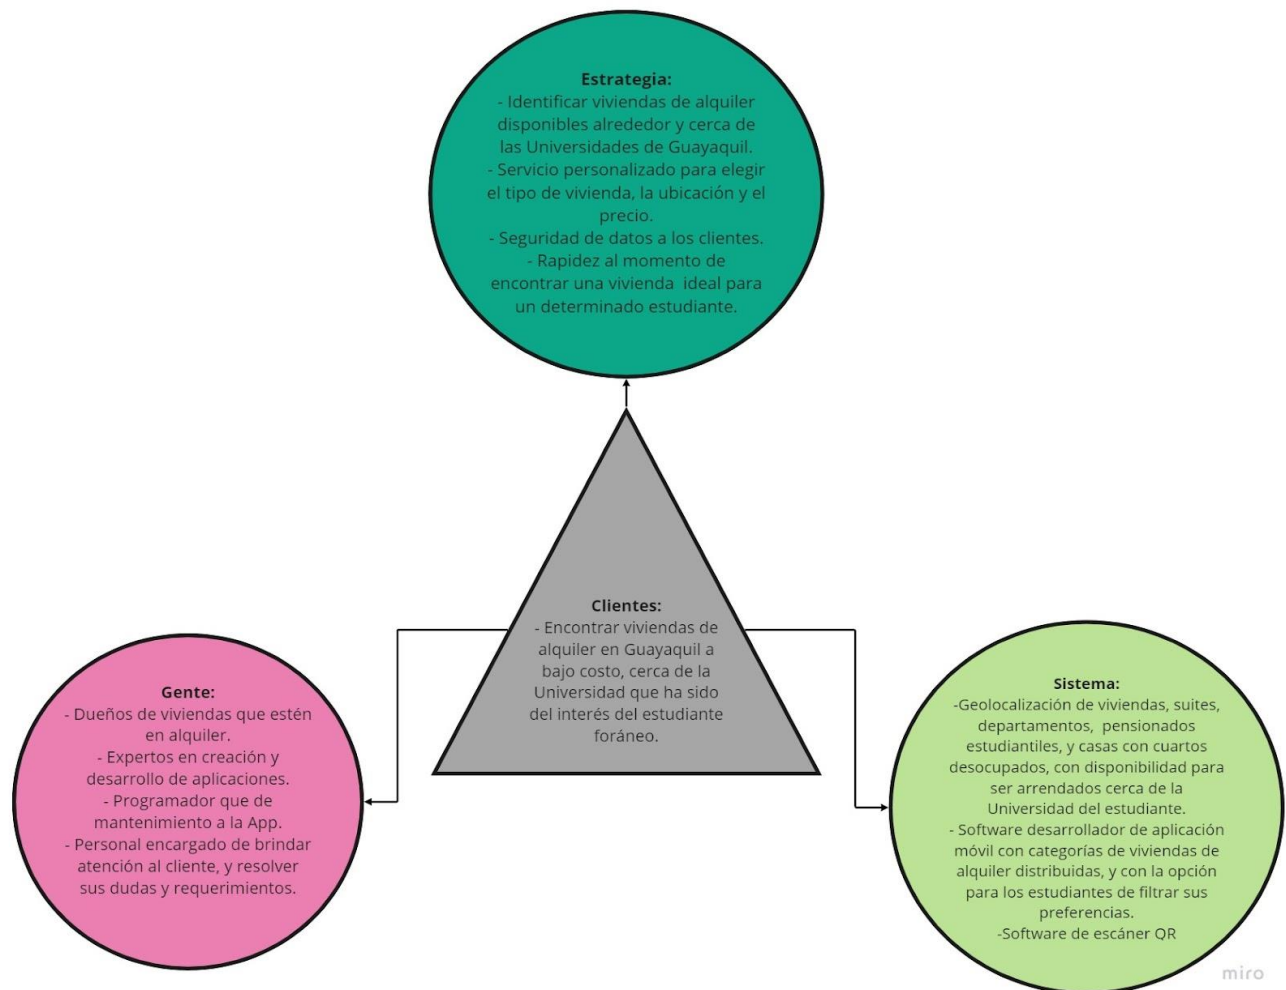 Estrategia:
- Identificar viviendas de alquiler
disponibles alrededor y cerca de
las Universidades de Guayaquil.
- Servicio personalizado para elegir
el tipo de vivienda, la ubicación y el
precio.
- Seguridad de datos a los clientes.
- Rapidez al momento de
encontrar una vivienda ideal para
un determinado estudiante.
Clientes:
- Encontrar viviendas de
alquiler en Guayaquil a
bajo costo, cerca de la
Universidad que ha sido
del interés del estudiante
foráneo.
Gente:
- Dueños de viviendas que estén
en alquiler.
- Expertos en creación y
desarrollo de aplicaciones.
- Programador que de
mantenimiento a la App.
- Personal encargado de brindar
atención al cliente, y resolver
sus dudas y requerimientos.
Sistema:
-Geolocalización de viviendas, suites,
departamentos, pensionados
estudiantiles, y casas con cuartos
desocupados, con disponibilidad para
ser arrendados cerca de la
Universidad del estudiante.
- Software desarrollador de aplicación
móvil con categorías de viviendas de
alquiler distribuidas, y con la opción
para los estudiantes de filtrar sus
preferencias.
-Software de escáner QR
miro